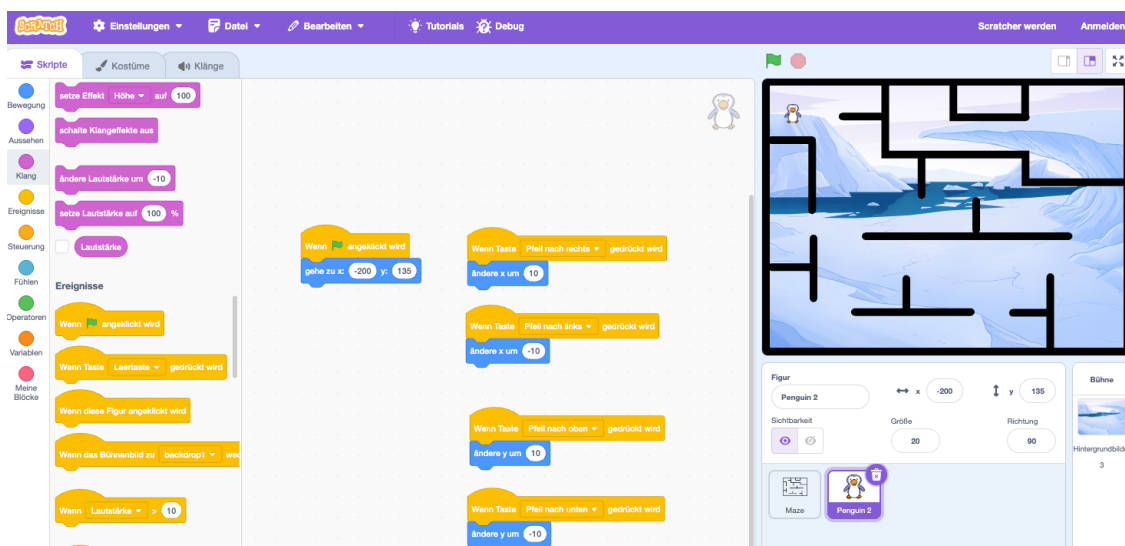 SCRATCH Einstellungen Datei Bearbeiten Tutorials Debug Scratcher werden Anmelden
Skripte Kostüme Klänge
Bewegung
Aussehen
Klang
Ereignisse
Steuerung
Fühlen
Operatoren
Variablen
Meine
Blöcke
setze Effekt Höhe auf 100
schalte Klangeffekte aus
ändere Lautstärke um -10
setze Lautstärke auf 100 %
Lautstärke
Ereignisse
Wenn angeklickt wird
Wenn Taste Leertaste gedrückt wird
Wenn diese Figur angeklickt wird
Wenn das Bühnenbild zu backdrop1 wec
Wenn Lautstärke > 10
Wenn angeklickt wird
gehe zu x: -200 y: 135
Wenn Taste Pfeil nach rechts gedrückt wird
ändere x um 10
Wenn Taste Pfeil nach links gedrückt wird
ändere x um -10
Wenn Taste Pfeil nach oben gedrückt wird
ändere y um 10
Wenn Taste Pfeil nach unten gedrückt wird
ändere y um -10
Figur
Penguin 2 x -200 y 135
Sichtbarkeit Größe Richtung
20 90
Maze Penguin 2
Bühne
Hintergrundbilde
3